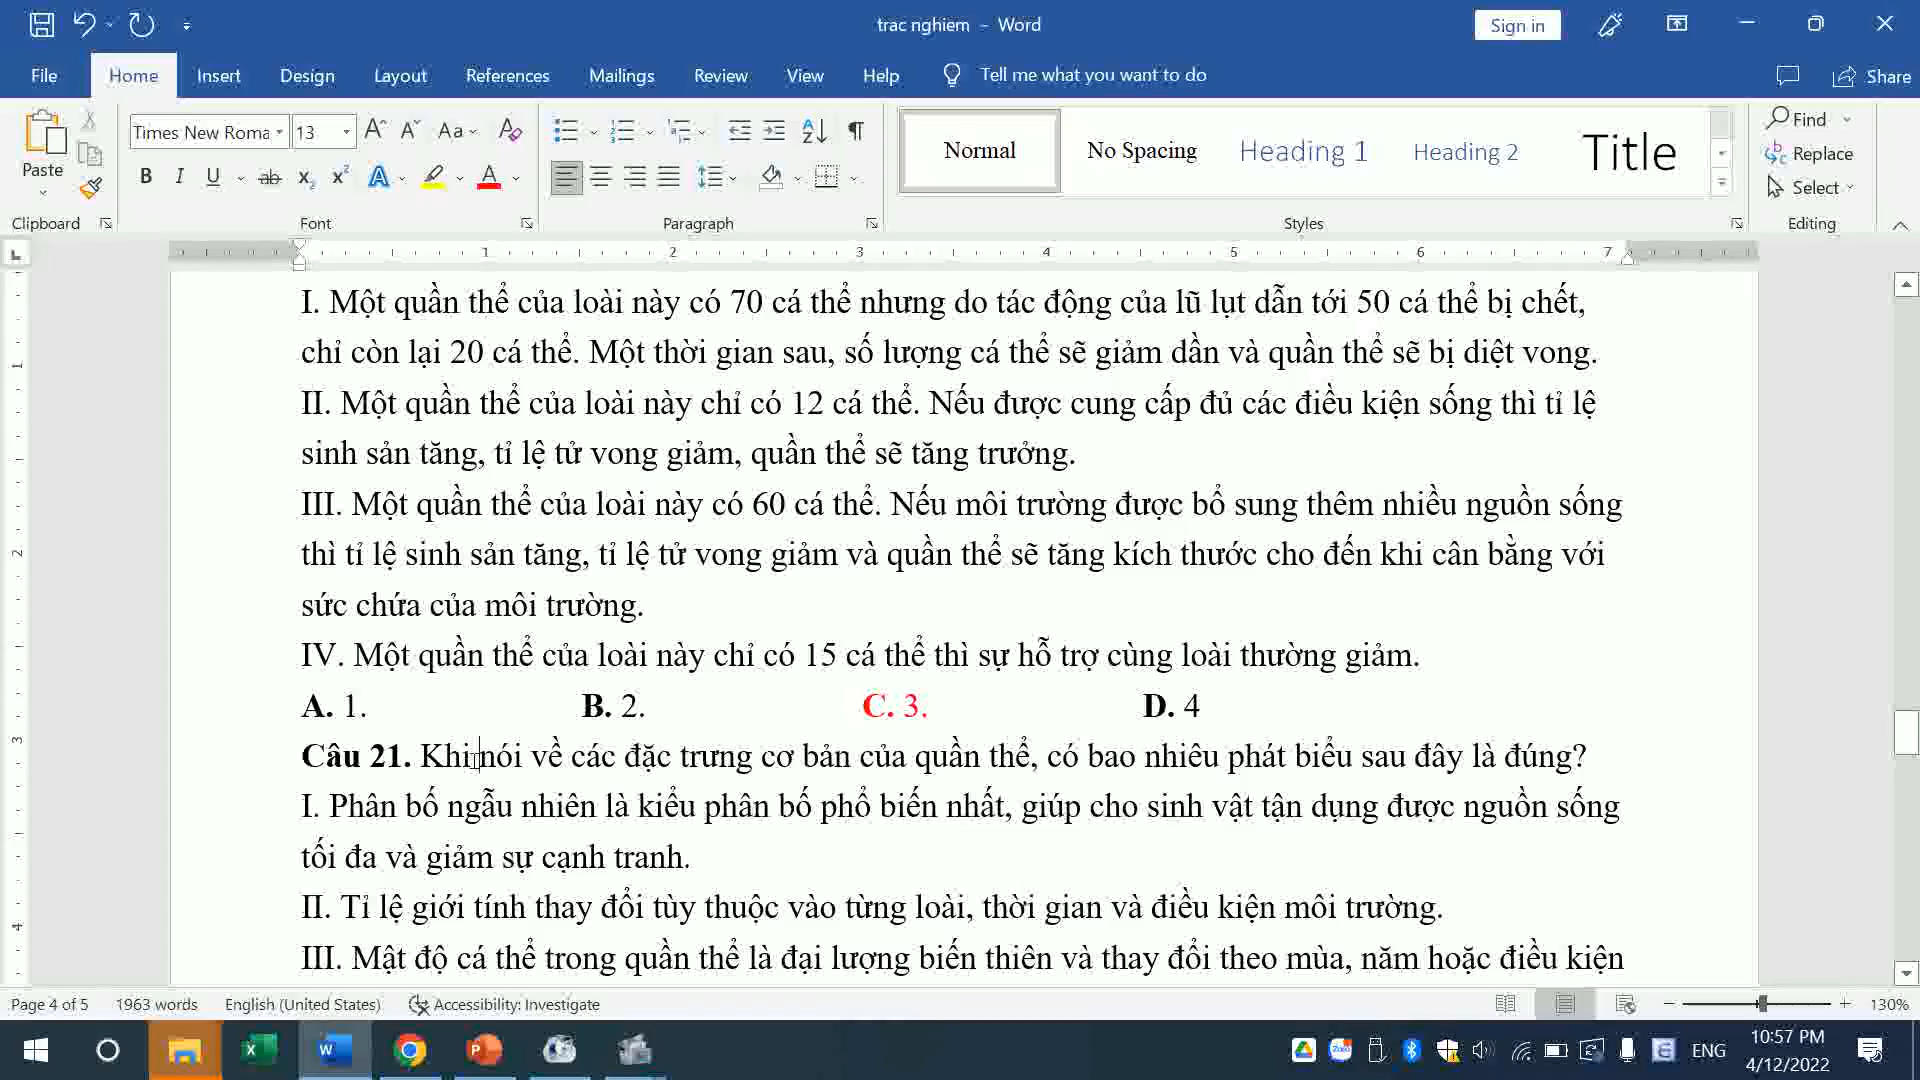 trac nghiem - Word
Sign in
File Home Insert Design Layout References Mailings Review View Help Tell me what you want to do Share
Times New Roma 13
Paste
Normal No Spacing Heading 1 Heading 2 Title
Find
Replace
Select
Clipboard Font Paragraph Styles Editing
1 2 3 4 5 6 7
I. Một quần thể của loài này có 70 cá thể nhưng do tác động của lũ lụt dẫn tới 50 cá thể bị chết,
chỉ còn lại 20 cá thể. Một thời gian sau, số lượng cá thể sẽ giảm dần và quần thể sẽ bị diệt vong.
II. Một quần thể của loài này chỉ có 12 cá thể. Nếu được cung cấp đủ các điều kiện sống thì tỉ lệ
sinh sản tăng, tỉ lệ tử vong giảm, quần thể sẽ tăng trưởng.
III. Một quần thể của loài này có 60 cá thể. Nếu môi trường được bổ sung thêm nhiều nguồn sống
thì tỉ lệ sinh sản tăng, tỉ lệ tử vong giảm và quần thể sẽ tăng kích thước cho đến khi cân bằng với
sức chứa của môi trường.
IV. Một quần thể của loài này chỉ có 15 cá thể thì sự hỗ trợ cùng loài thường giảm.
A. 1. B. 2. C. 3. D. 4
Câu 21. Khi nói về các đặc trưng cơ bản của quần thể, có bao nhiêu phát biểu sau đây là đúng?
I. Phân bố ngẫu nhiên là kiểu phân bố phổ biến nhất, giúp cho sinh vật tận dụng được nguồn sống
tối đa và giảm sự cạnh tranh.
II. Tỉ lệ giới tính thay đổi tùy thuộc vào từng loài, thời gian và điều kiện môi trường.
III. Mật độ cá thể trong quần thể là đại lượng biến thiên và thay đổi theo mùa, năm hoặc điều kiện
Page 4 of 5 1963 words English (United States) Accessibility: Investigate 130%
ENG
10:57 PM
4/12/2022